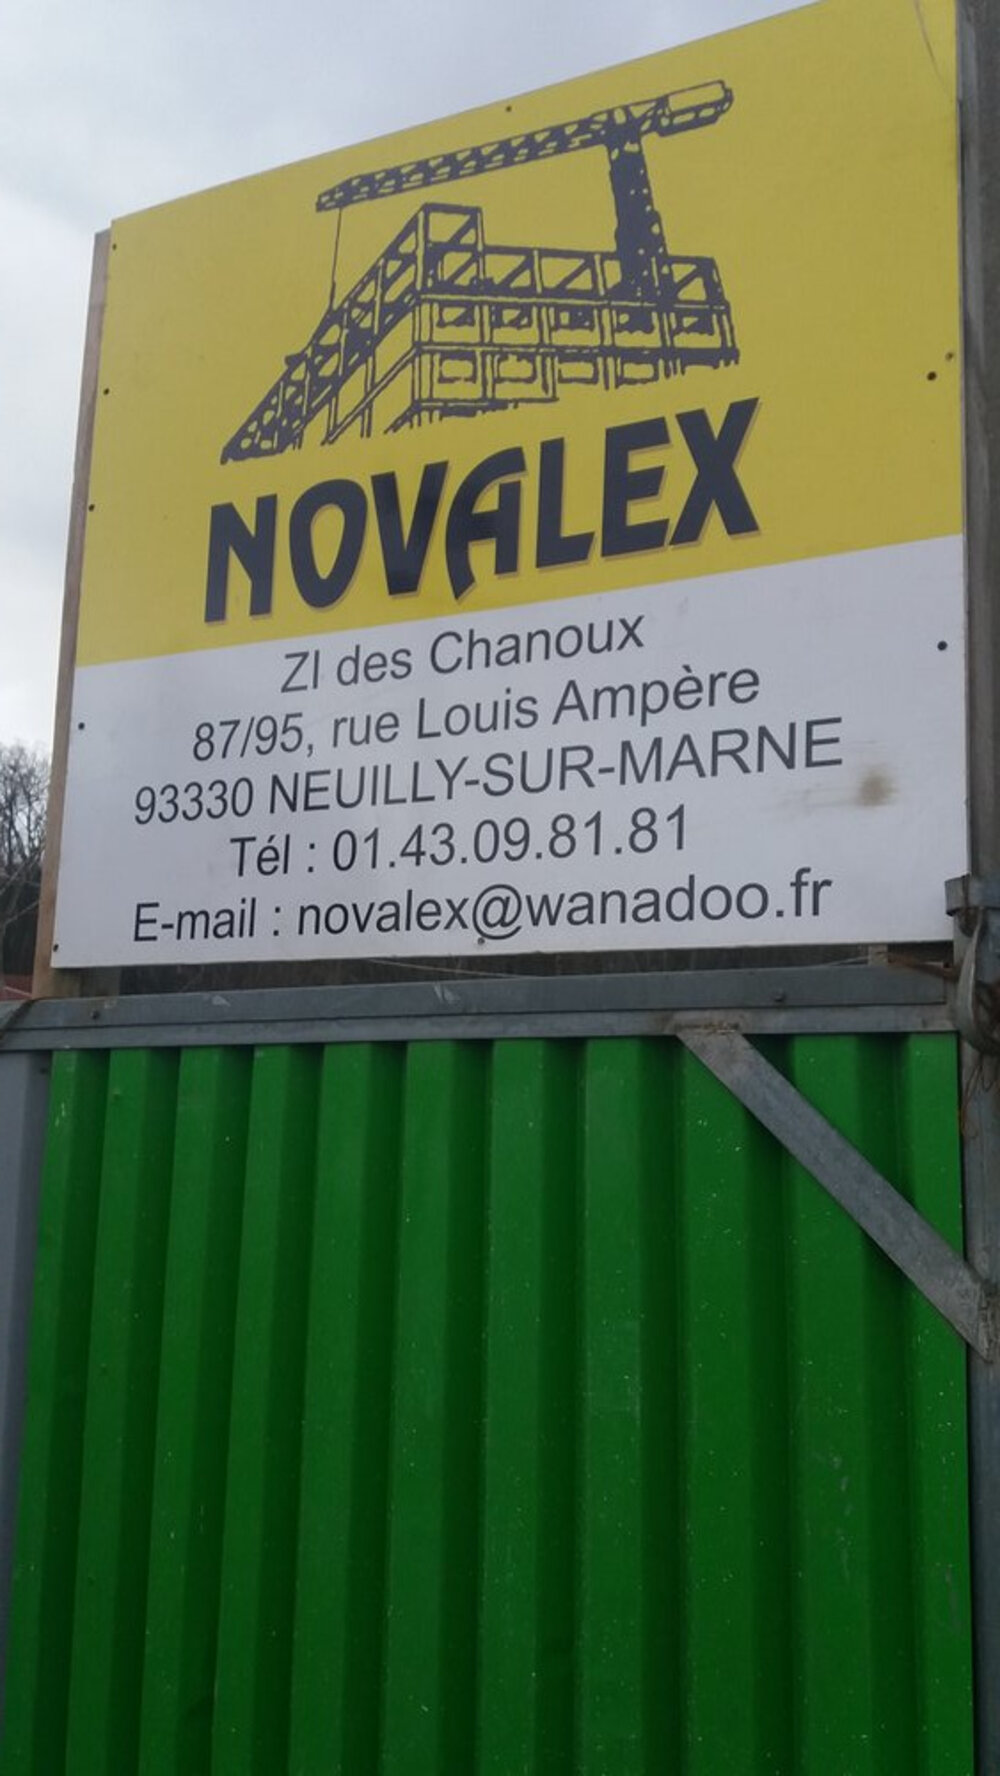 NOVALEX
ZI des Chanoux
87/95, rue Louis Ampère
93330 NEUILLY-SUR-MARNE
Tél : 01.43.09.81.81
E-mail : novalex@wanadoo.fr